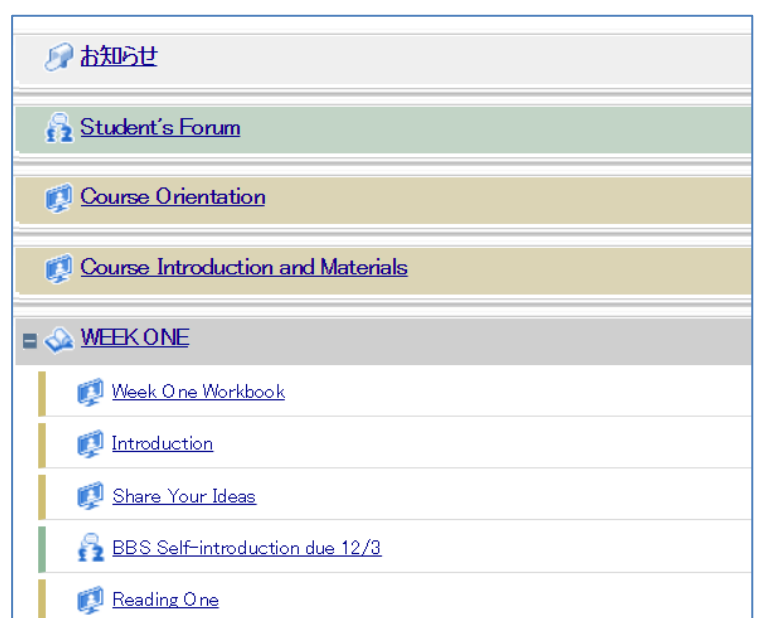 お知らせ
Student's Forum
Course Orientation
Course Introduction and Materials
WEEK ONE
Week One Workbook
Introduction
Share Your Ideas
BBS Self-introduction due 12/3
Reading One